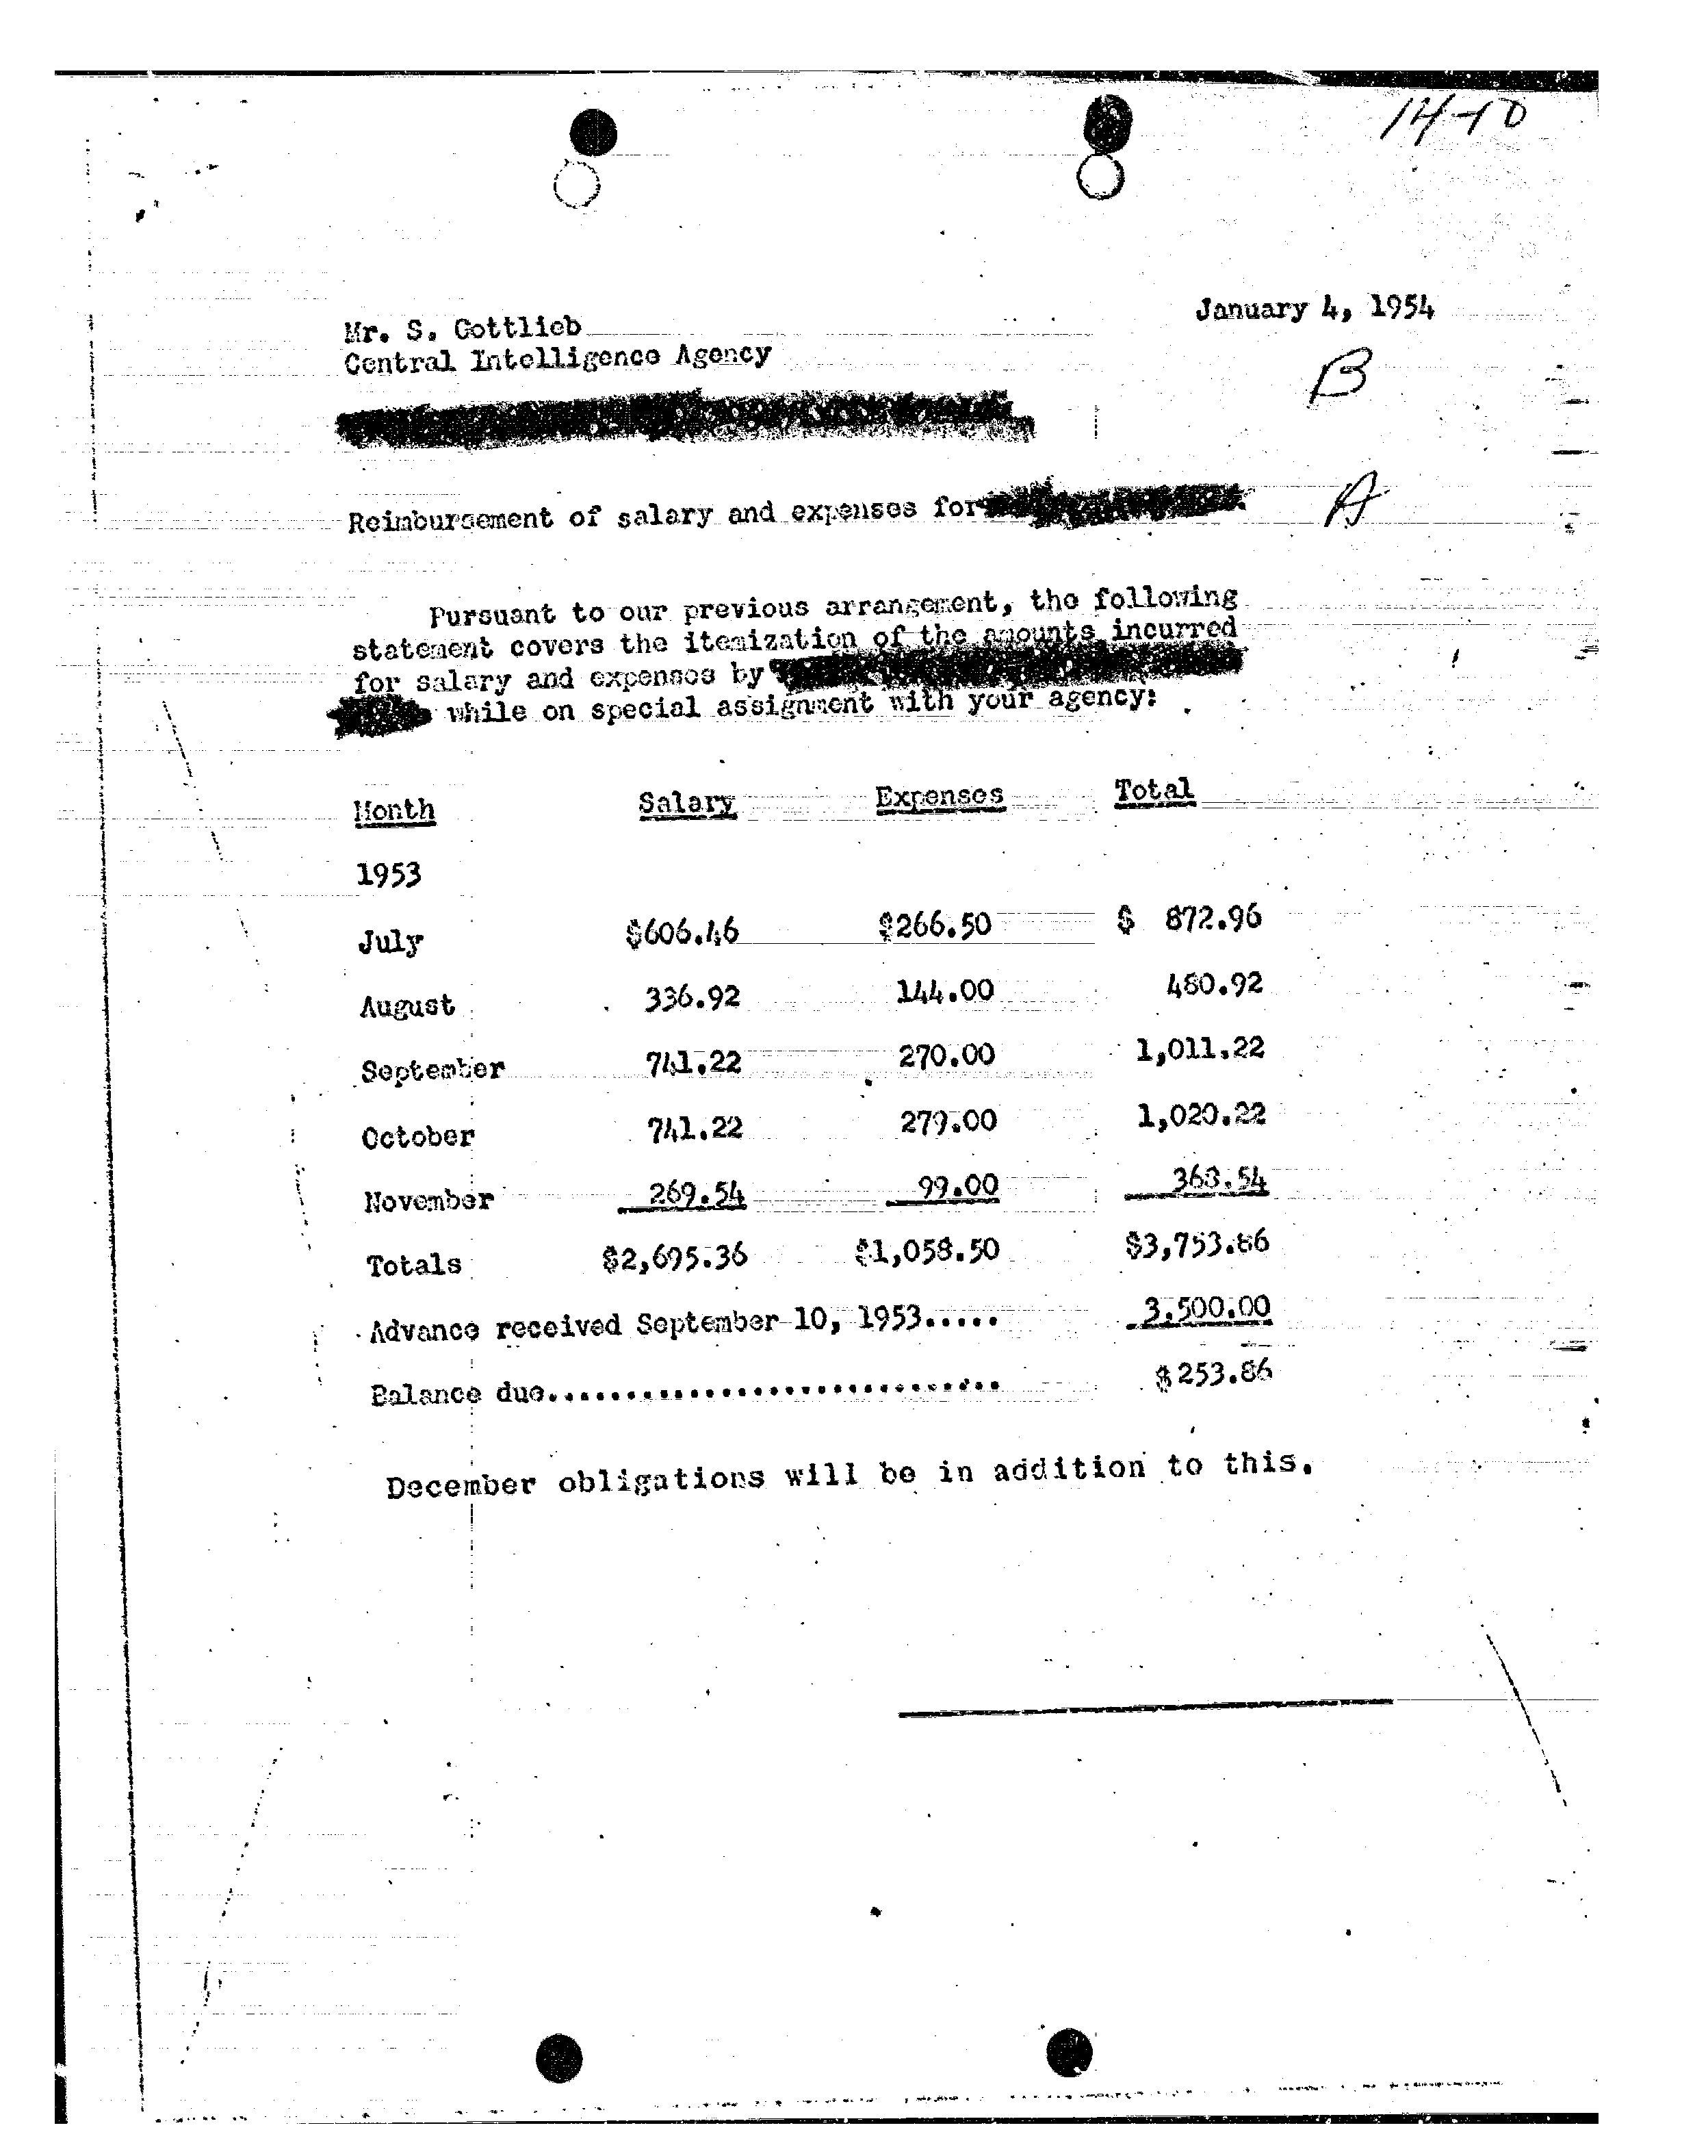 14-10
January 4, 1954
Mr. S. Gottlieb
Central Intelligence Agency
B
Reimbursement of salary and expenses for
A
Pursuant to our previous arrangement, the following
statement covers the itemization of the amounts incurred
for salary and expenses by
while on special assignment with your agency:
Month Salary Expenses Total
1953
July $606.46 $266.50 $ 872.96
August 336.92 144.00 480.92
September 741.22 270.00 1,011.22
October 741.22 279.00 1,020.22
November 269.54 99.00 368.54
Totals $2,695.36 $1,058.50 $3,753.86
Advance received September 10, 1953..... 3,500.00
Balance due............................. $253.86
December obligations will be in addition to this.